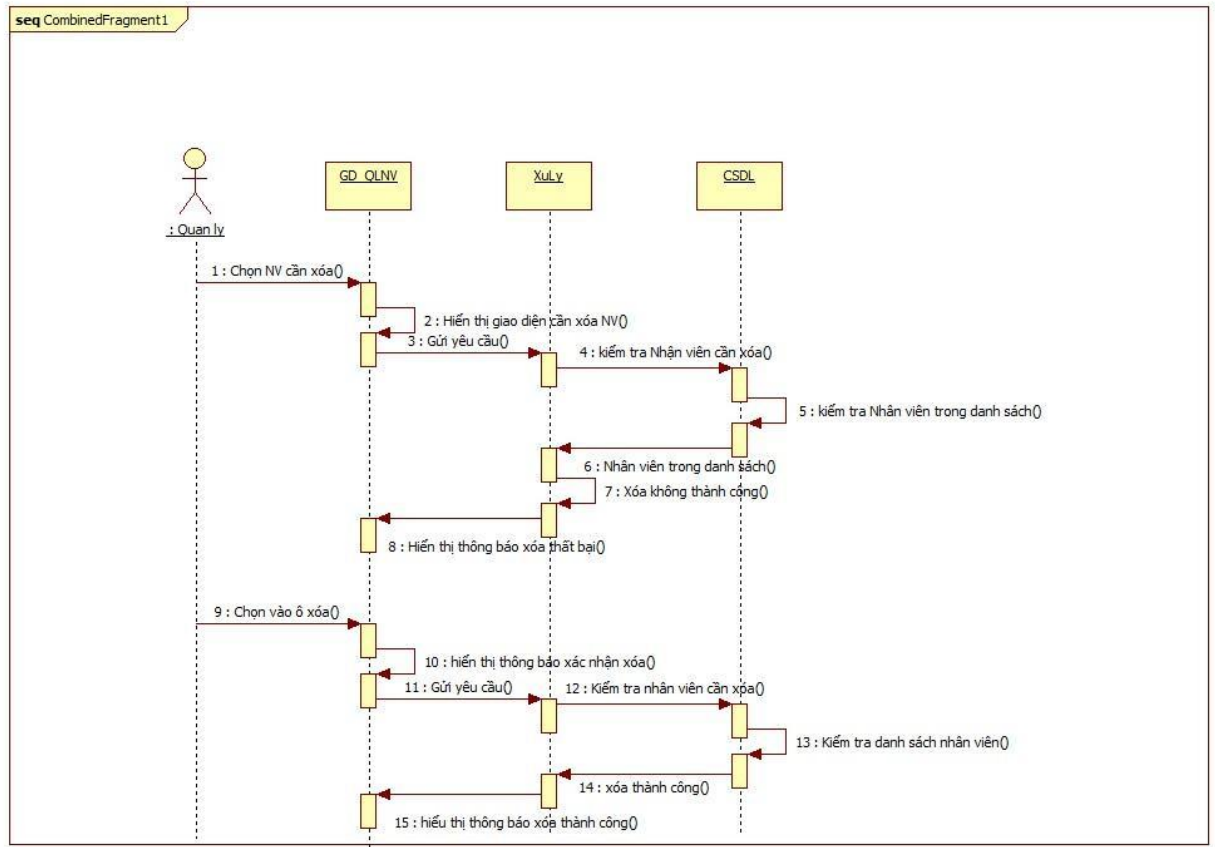 seq CombinedFragment1
: Quan ly
GD_QLNV
XuLy
CSDL
1 : Chọn NV cần xóa()
2 : Hiển thị giao diện cần xóa NV()
3 : Gửi yêu cầu()
4 : kiểm tra Nhận viên cần xóa()
5 : kiểm tra Nhân viên trong danh sách()
6 : Nhân viên trong danh sách()
7 : Xóa không thành công()
8 : Hiển thị thông báo xóa thất bại()
9 : Chọn vào ô xóa()
10 : hiển thị thông báo xác nhận xóa()
11 : Gửi yêu cầu()
12 : Kiểm tra nhân viên cần xóa()
13 : Kiểm tra danh sách nhân viên()
14 : xóa thành công()
15 : hiểu thị thông báo xóa thành công()